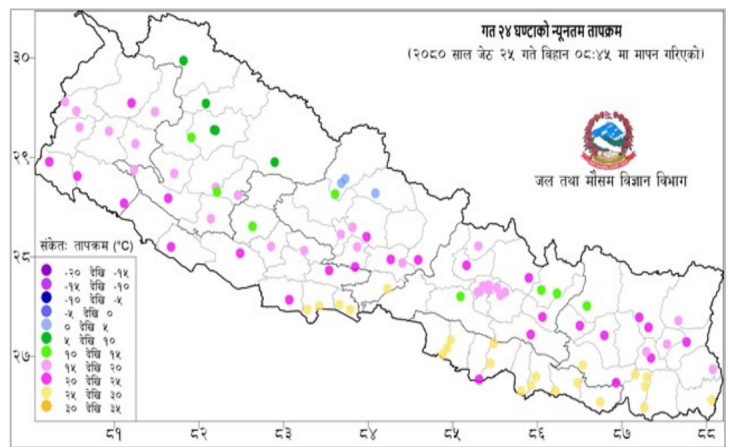 गत २४ घण्टाको न्यूनतम तापक्रम
(२०८० साल जेठ २५ गते बिहान ०८:४५ मा मापन गरिएको)
जल तथा मौसम विज्ञान विभाग
३०
२९
२८
२७
संकेतः तापक्रम (°C)
-२० देखि -१५
-१५ देखि -१०
-१० देखि -५
-५ देखि ०
० देखि ५
५ देखि १०
१० देखि १५
१५ देखि २०
२० देखि २५
२५ देखि ३०
३० देखि ३५
८१ ८२ ८३ ८४ ८५ ८६ ८७ ८८